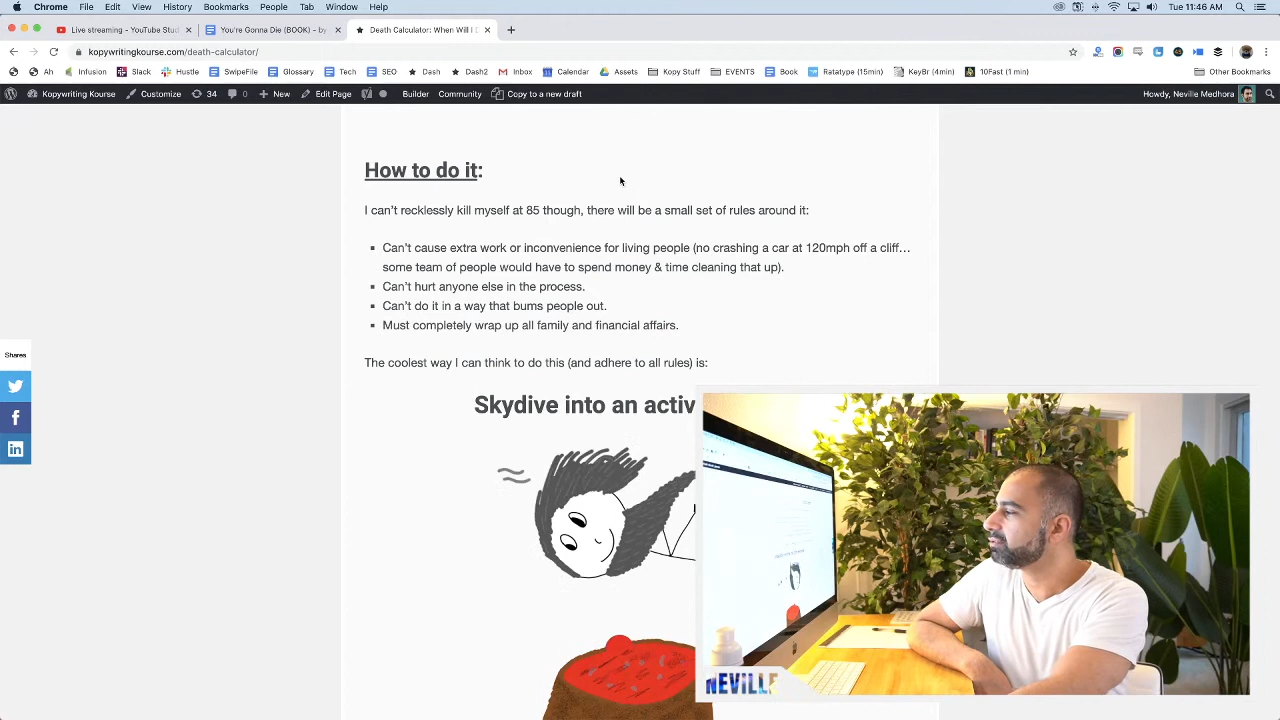 Chrome File Edit View History Bookmarks People Tab Window Help Tue 11:46 AM
Live streaming - YouTube Stud You're Gonna Die (BOOK) - by Death Calculator: When Will I D
kopywritingkourse.com/death-calculator/
Ah Infusion Slack Hustle SwipeFile Glossary Tech SEO Dash Dash2 Inbox Calendar Assets Kopy Stuff EVENTS Book Ratatype (15min) KeyBr (4min) 10Fast (1 min) Other Bookmarks
Kopywriting Kourse Customize 34 0 New Edit Page Builder Community Copy to a new draft Howdy, Neville Medhora
How to do it:
I can't recklessly kill myself at 85 though, there will be a small set of rules around it:
▪ Can't cause extra work or inconvenience for living people (no crashing a car at 120mph off a cliff…
some team of people would have to spend money & time cleaning that up).
▪ Can't hurt anyone else in the process.
▪ Can't do it in a way that bums people out.
▪ Must completely wrap up all family and financial affairs.
Shares
The coolest way I can think to do this (and adhere to all rules) is:
Skydive into an activ
NEVILLE